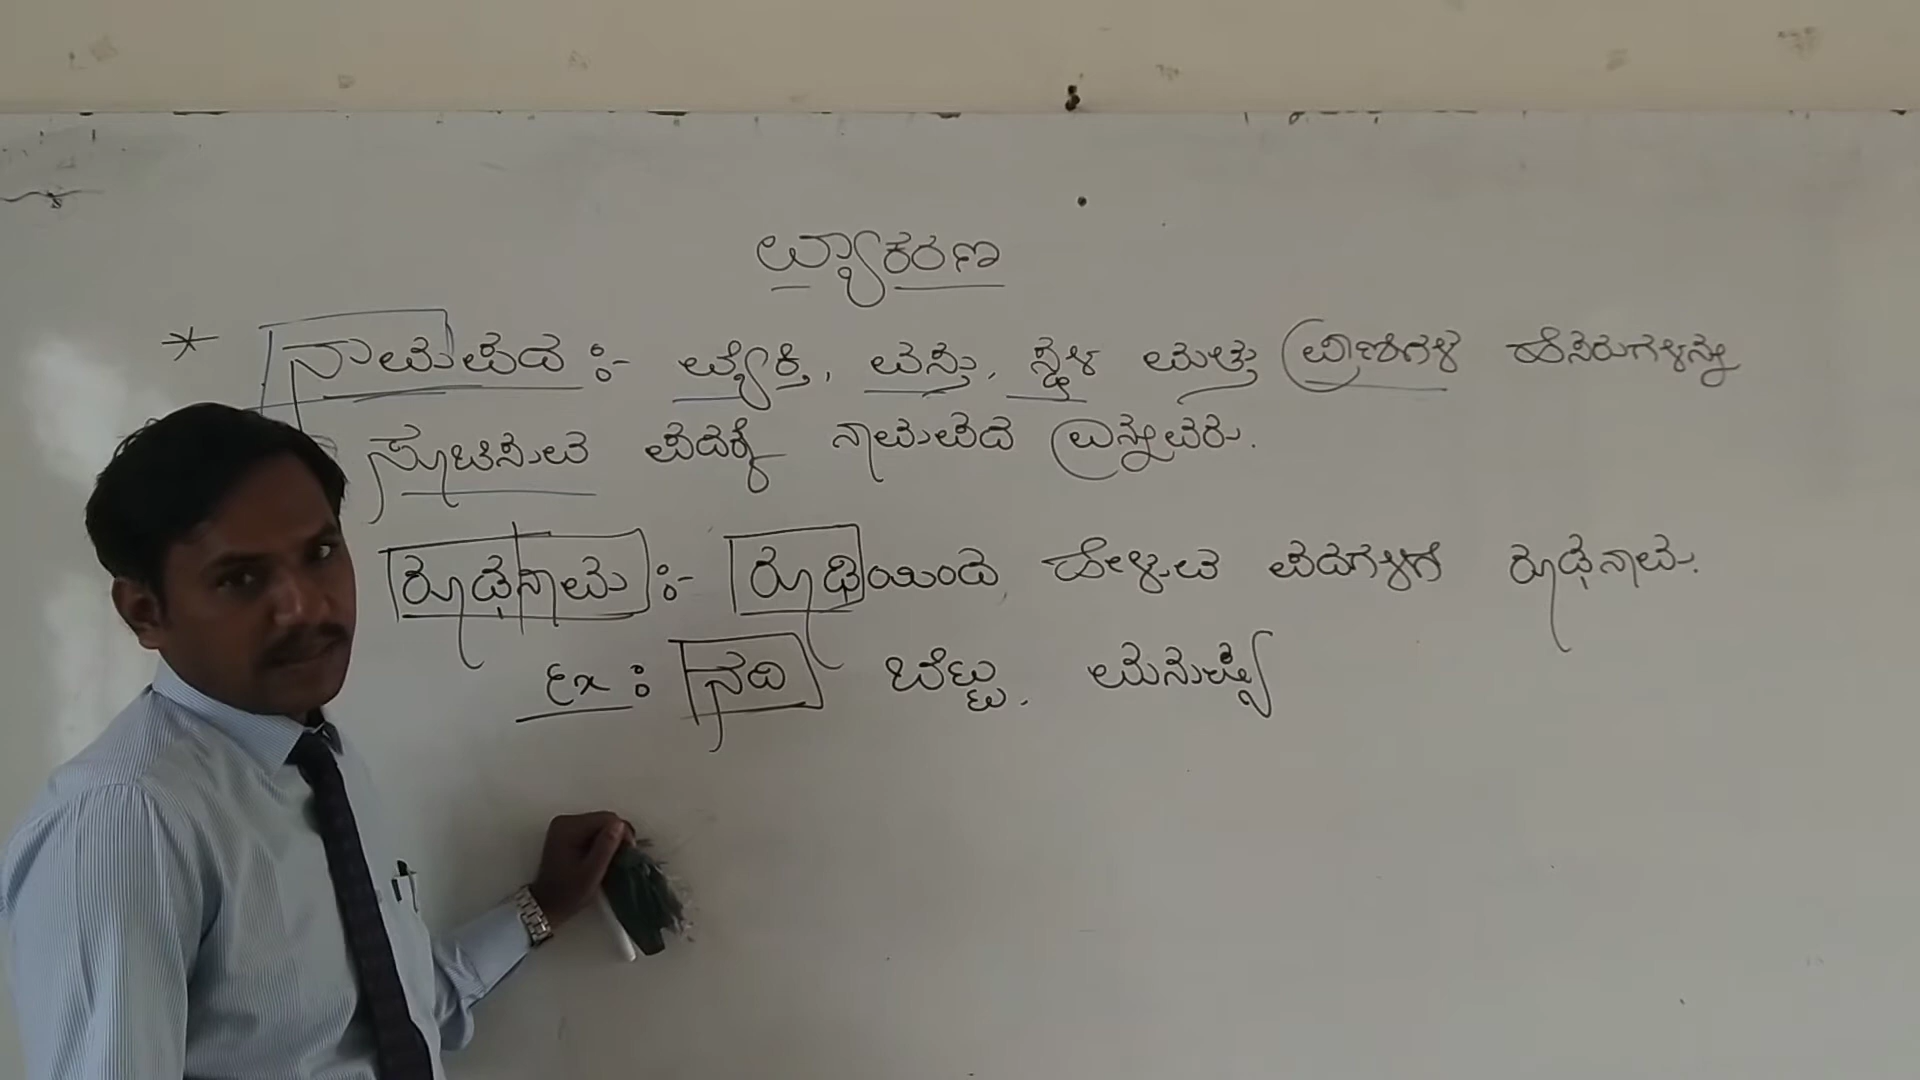 ವ್ಯಾಕರಣ
* ನಾಮಪದ :- ವ್ಯಕ್ತಿ, ವಸ್ತು, ಸ್ಥಳ ಮತ್ತು ಪ್ರಾಣಿಗಳ ಹೆಸರುಗಳನ್ನು
ಸೂಚಿಸುವ ಪದಕ್ಕೆ ನಾಮಪದ ಎನ್ನುವರು.
ರೂಢನಾಮ :- ರೂಢಿಯಿಂದ ಹೇಳುವ ಪದಗಳಿಗೆ ರೂಢನಾಮ.
Ex : ನದಿ ಬೆಟ್ಟ, ಮನುಷ್ಯ